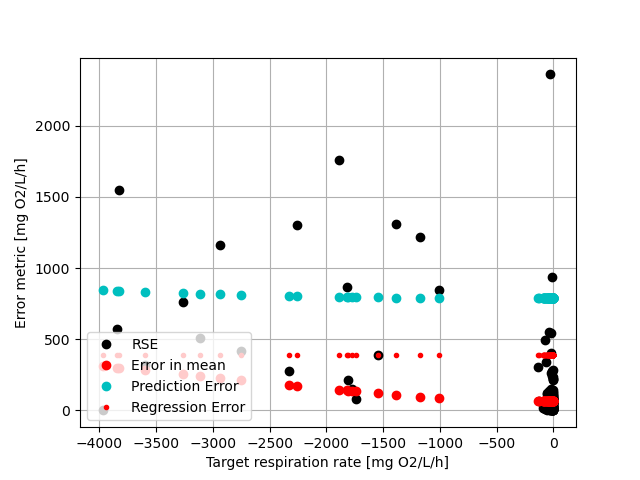 2000
1500
1000
500
0
Error metric [mg O2/L/h]
RSE
Error in mean
Prediction Error
Regression Error
−4000 −3500 −3000 −2500 −2000 −1500 −1000 −500 0
Target respiration rate [mg O2/L/h]